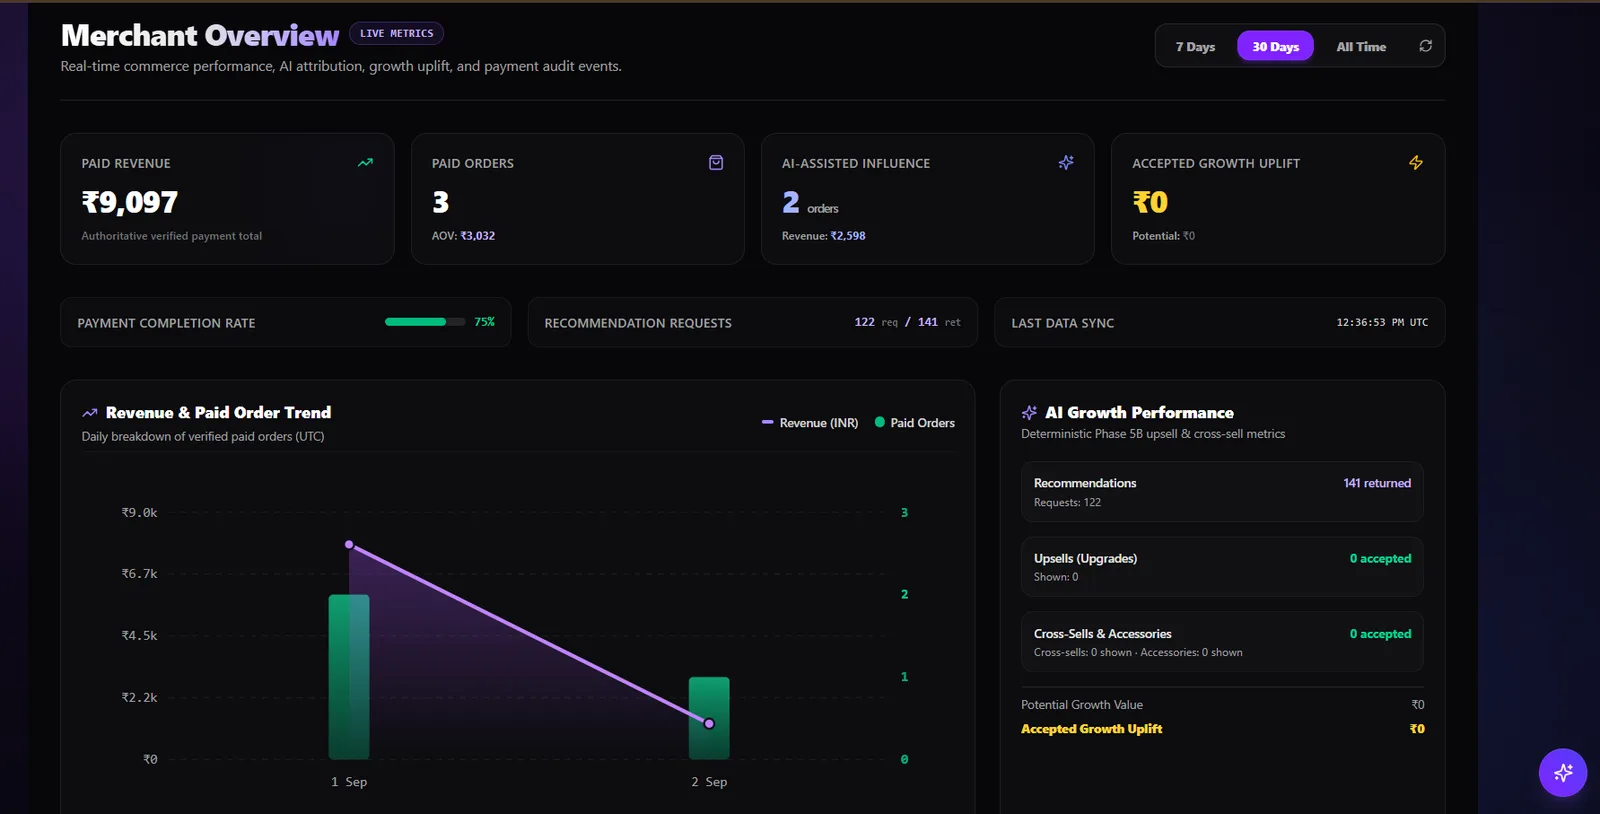 Merchant Overview LIVE METRICS
Real-time commerce performance, AI attribution, growth uplift, and payment audit events.
7 Days 30 Days All Time
PAID REVENUE
₹9,097
Authoritative verified payment total
PAID ORDERS
3
AOV: ₹3,032
AI-ASSISTED INFLUENCE
2 orders
Revenue: ₹2,598
ACCEPTED GROWTH UPLIFT
₹0
Potential: ₹0
PAYMENT COMPLETION RATE 75%
RECOMMENDATION REQUESTS 122 req / 141 ret
LAST DATA SYNC 12:36:53 PM UTC
Revenue & Paid Order Trend
Daily breakdown of verified paid orders (UTC)
Revenue (INR) Paid Orders
₹9.0k 3
₹6.7k
2
₹4.5k
1
₹2.2k
₹0 0
1 Sep 2 Sep
AI Growth Performance
Deterministic Phase 5B upsell & cross-sell metrics
Recommendations 141 returned
Requests: 122
Upsells (Upgrades) 0 accepted
Shown: 0
Cross-Sells & Accessories 0 accepted
Cross-sells: 0 shown · Accessories: 0 shown
Potential Growth Value ₹0
Accepted Growth Uplift ₹0